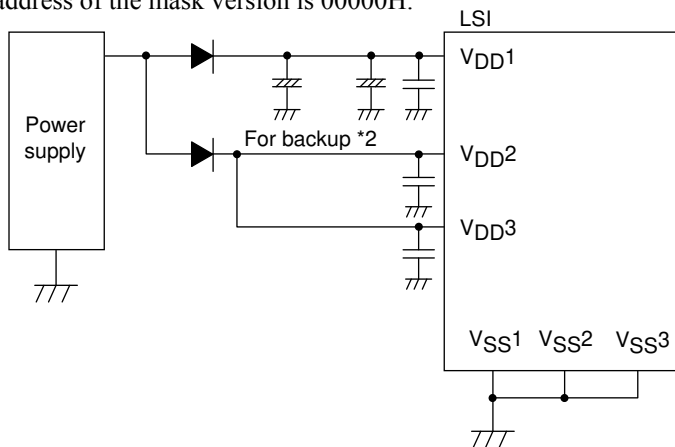 address of the mask version is 00000H.
LSI
VDD1
Power
supply
For backup *2
VDD2
VDD3
VSS1 VSS2 VSS3